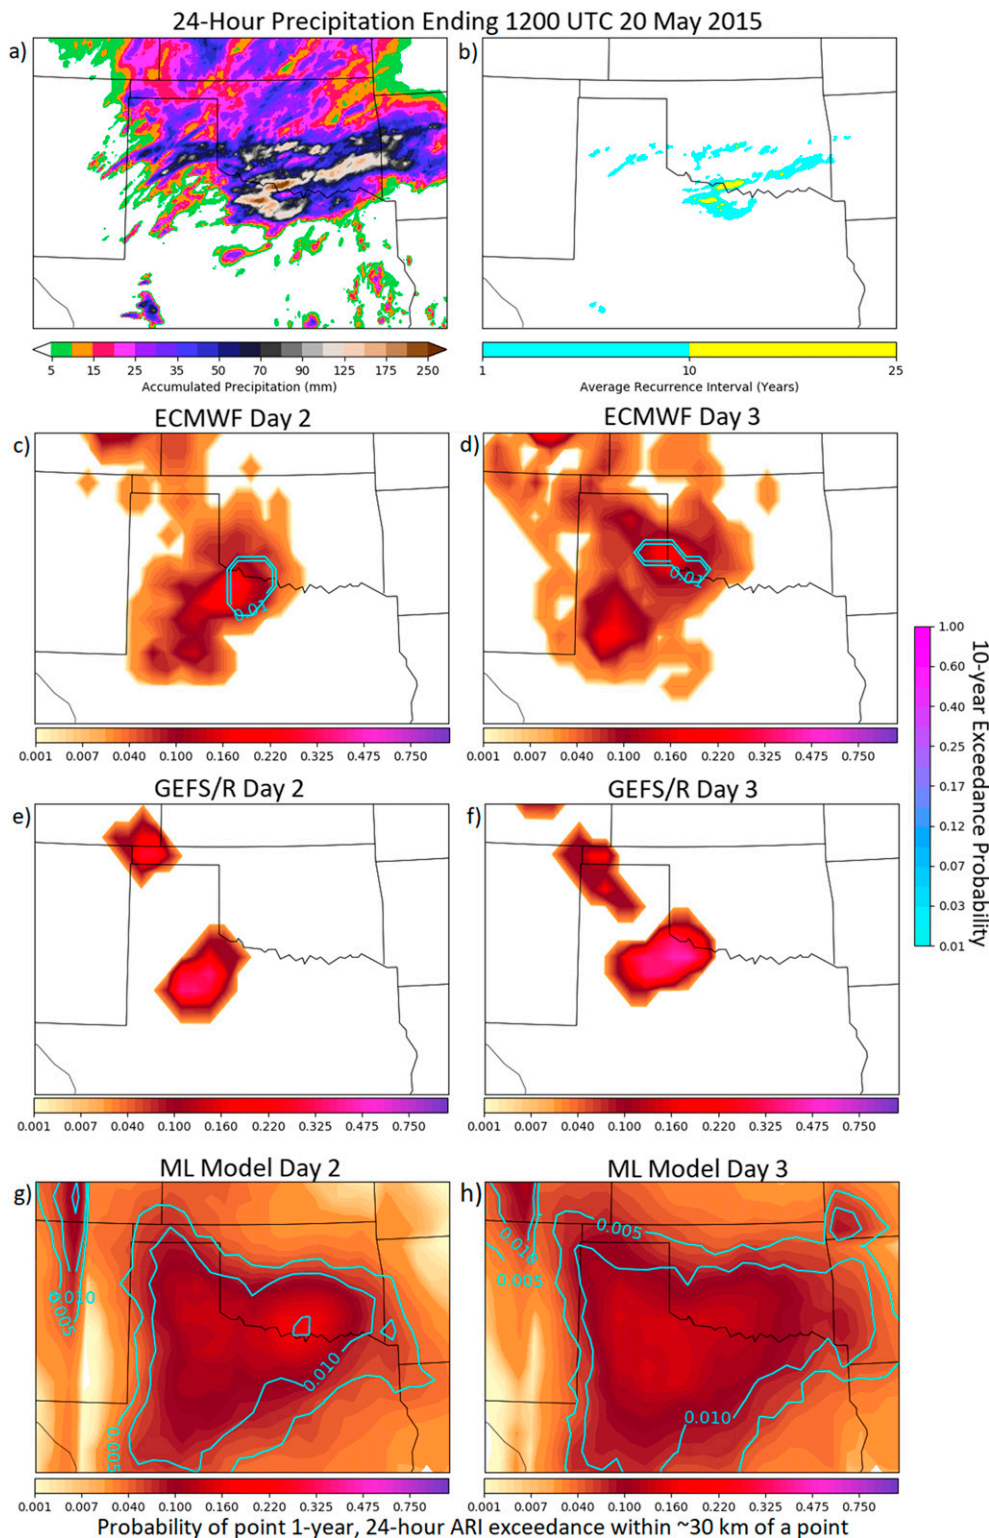 24-Hour Precipitation Ending 1200 UTC 20 May 2015
a)
b)
5 15 25 35 50 70 90 125 175 250
Accumulated Precipitation (mm)
1 10 25
Average Recurrence Interval (Years)
ECMWF Day 2
ECMWF Day 3
c)
d)
0.01
0.01
0.001 0.007 0.040 0.100 0.160 0.220 0.325 0.475 0.750
0.001 0.007 0.040 0.100 0.160 0.220 0.325 0.475 0.750
GEFS/R Day 2
GEFS/R Day 3
e)
f)
0.001 0.007 0.040 0.100 0.160 0.220 0.325 0.475 0.750
0.001 0.007 0.040 0.100 0.160 0.220 0.325 0.475 0.750
1.00
0.60
0.40
0.25
0.17
0.12
0.07
0.03
0.01
10-year Exceedance Probability
ML Model Day 2
ML Model Day 3
g)
h)
0.010
0.005
0.010
0.005
0.005
0.010
0.005
0.010
0.001 0.007 0.040 0.100 0.160 0.220 0.325 0.475 0.750
0.001 0.007 0.040 0.100 0.160 0.220 0.325 0.475 0.750
Probability of point 1-year, 24-hour ARI exceedance within ~30 km of a point